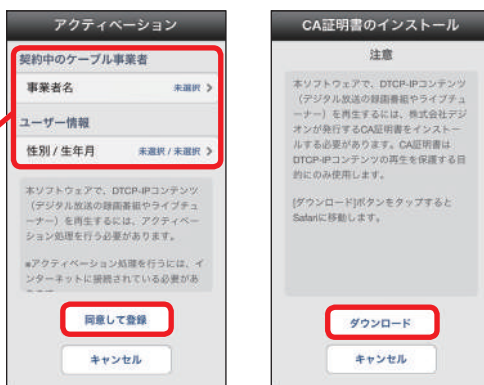 アクティベーション
契約中のケーブル事業者
事業者名 未選択
ユーザー情報
性別 / 生年月 未選択 / 未選択
本ソフトウェアで、DTCP-IPコンテンツ
（デジタル放送の録画番組やライブチュ
ーナー）を再生するには、アクティベー
ション処理を行う必要があります。
※アクティベーション処理を行うには、イ
ンターネットに接続されている必要があ
同意して登録
キャンセル
CA証明書のインストール
注意
本ソフトウェアで、DTCP-IPコンテンツ
（デジタル放送の録画番組やライブチュ
ーナー）を再生するには、株式会社デジ
オンが発行するCA証明書をインストー
ルする必要があります。CA証明書は
DTCP-IPコンテンツの再生を保護する目
的にのみ使用します。
[ダウンロード]ボタンをタップすると
Safariに移動します。
ダウンロード
キャンセル